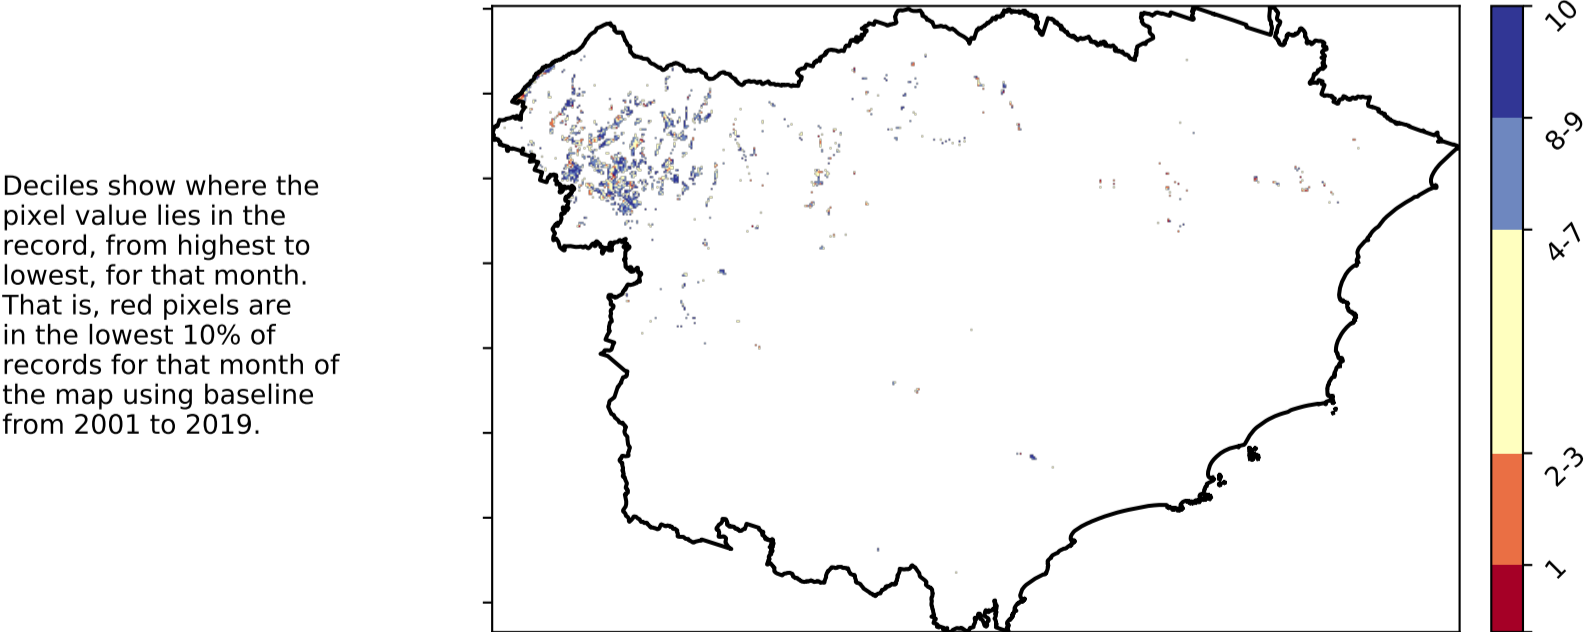 Deciles show where the
pixel value lies in the
record, from highest to
lowest, for that month.
That is, red pixels are
in the lowest 10% of
records for that month of
the map using baseline
from 2001 to 2019.
10
8-9
4-7
2-3
1